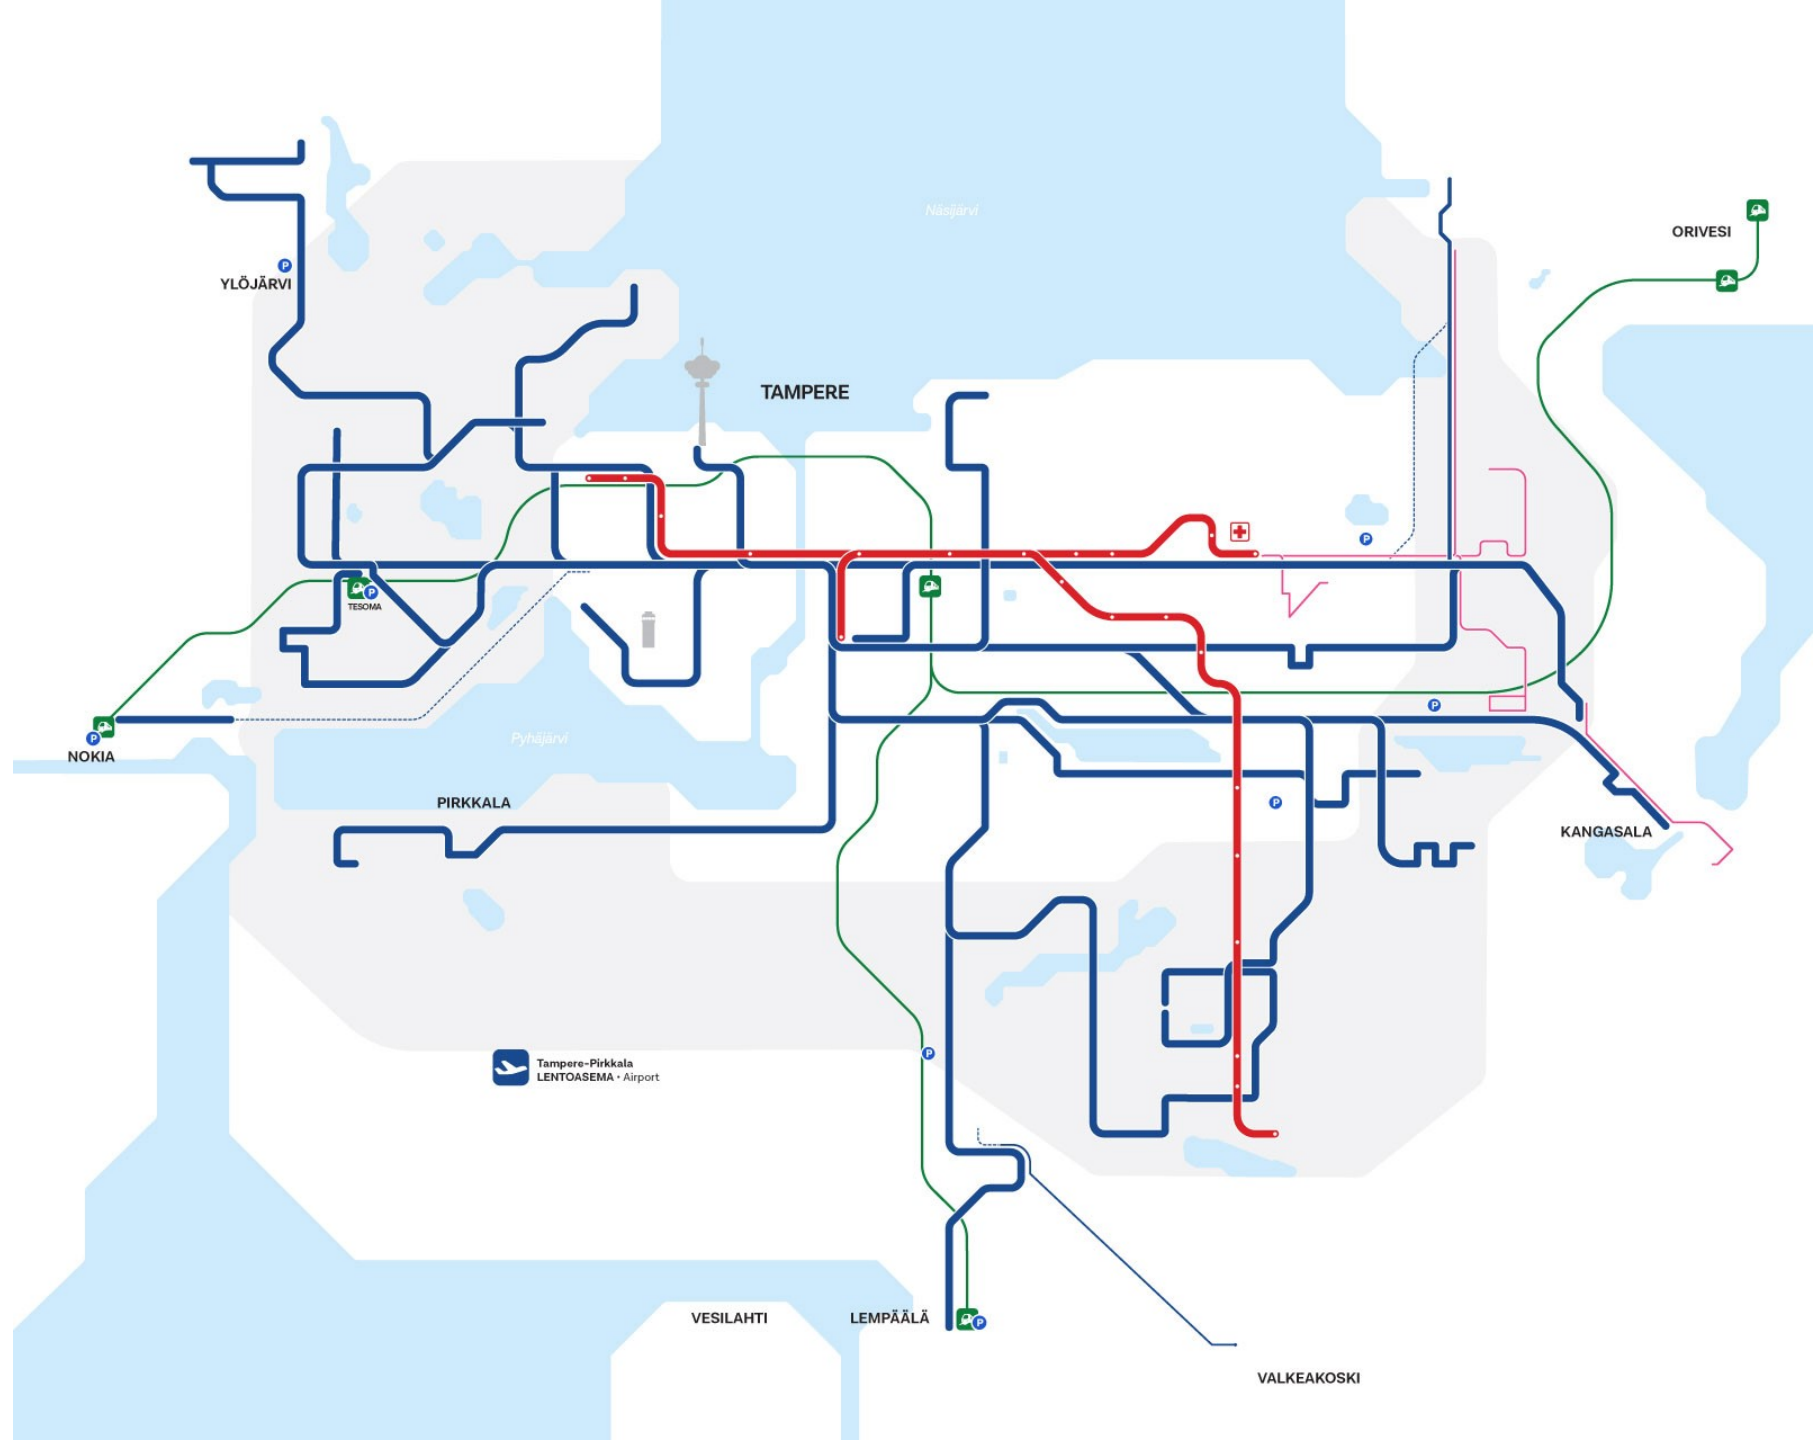 Näsijärvi
ORIVESI
P
YLÖJÄRVI
TAMPERE
P
P
TESOMA
P
P
NOKIA
Pyhäjärvi
PIRKKALA
P
KANGASALA
P
Tampere-Pirkkala
LENTOASEMA • Airport
VESILAHTI
LEMPÄÄLÄ
P
VALKEAKOSKI